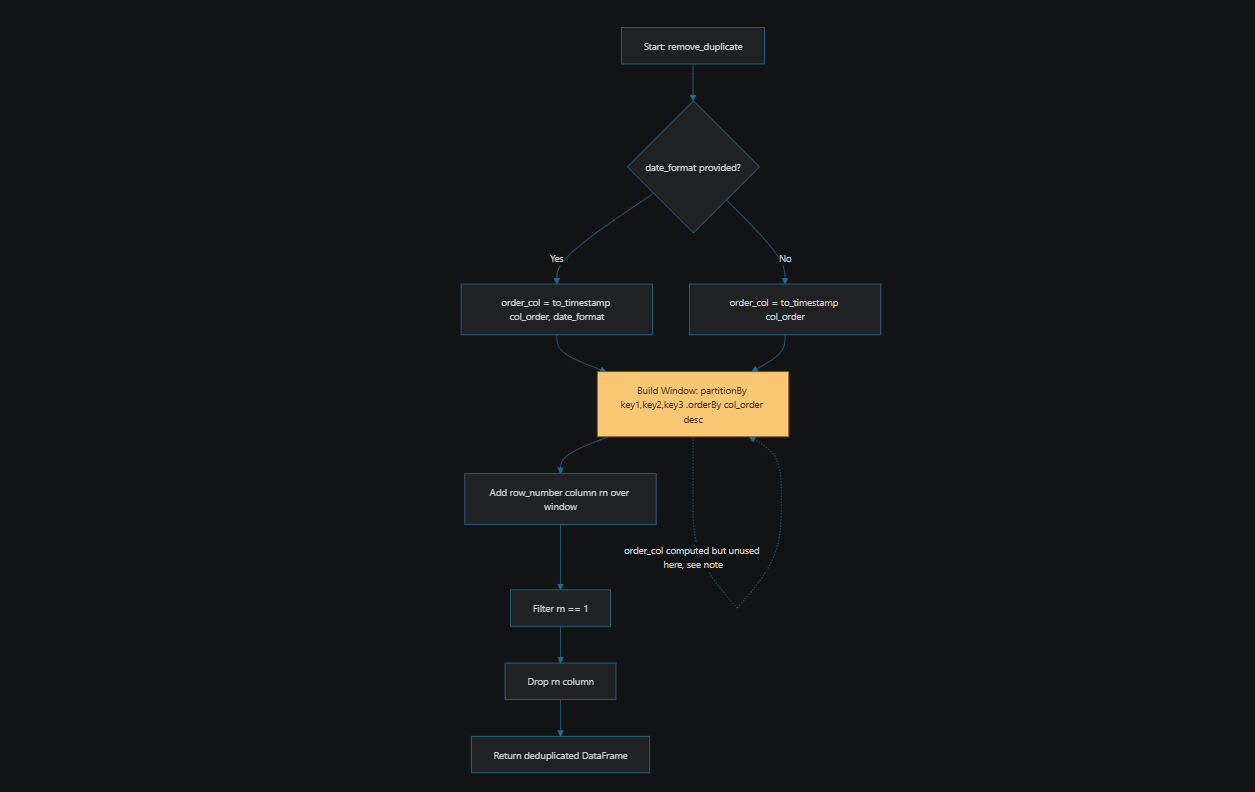 Start: remove_duplicate
date_format provided?
Yes
No
order_col = to_timestamp
col_order, date_format
order_col = to_timestamp
col_order
Build Window: partitionBy
key1,key2,key3 .orderBy col_order
desc
Add row_number column rn over
window
order_col computed but unused
here, see note
Filter rn == 1
Drop rn column
Return deduplicated DataFrame